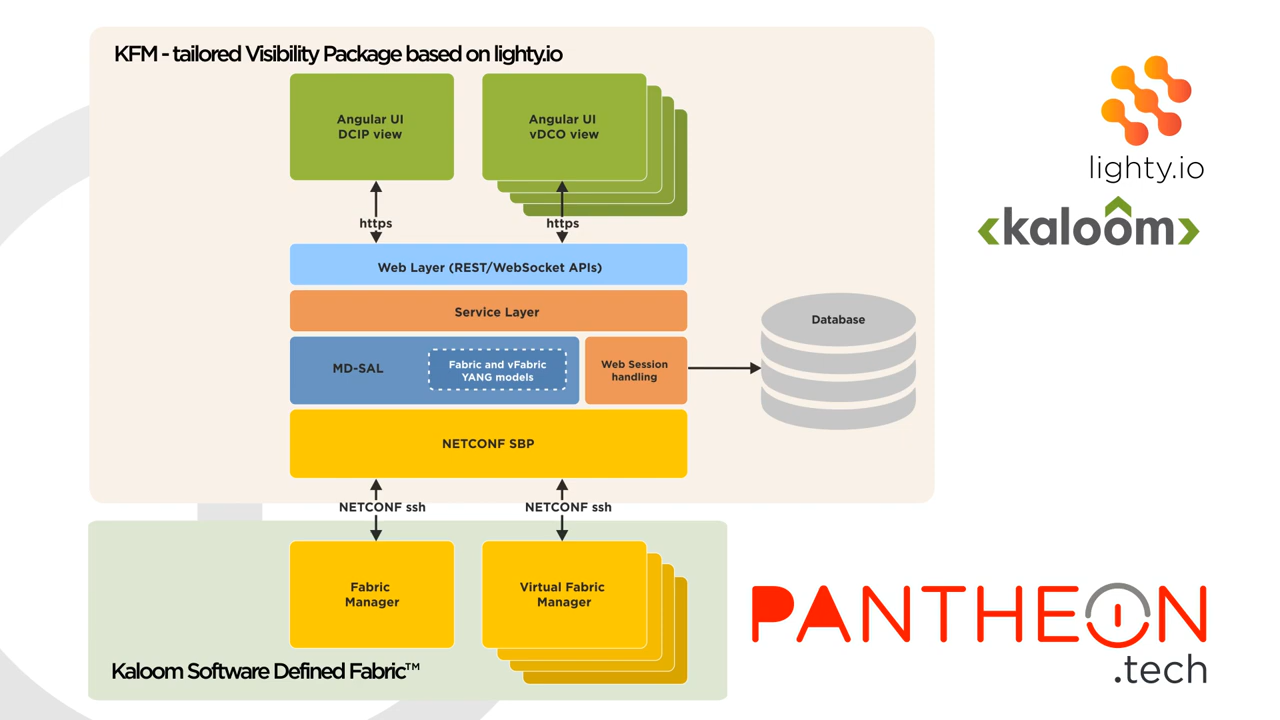 KFM - tailored Visibility Package based on lighty.io
Angular UI
DCIP view
Angular UI
vDCO view
https
https
Web Layer (REST/WebSocket APIs)
Service Layer
MD-SAL
Fabric and vFabric
YANG models
Web Session
handling
Database
NETCONF SBP
NETCONF ssh
NETCONF ssh
Fabric
Manager
Virtual Fabric
Manager
Kaloom Software Defined Fabric™
lighty.io
<kaloom>
PANTHEON
.tech